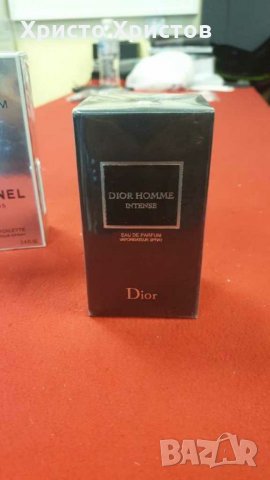 Христо Христов
DIOR HOMME
INTENSE
EAU DE PARFUM
VAPORISATEUR SPRAY
Dior
M
NEL
BAZAR